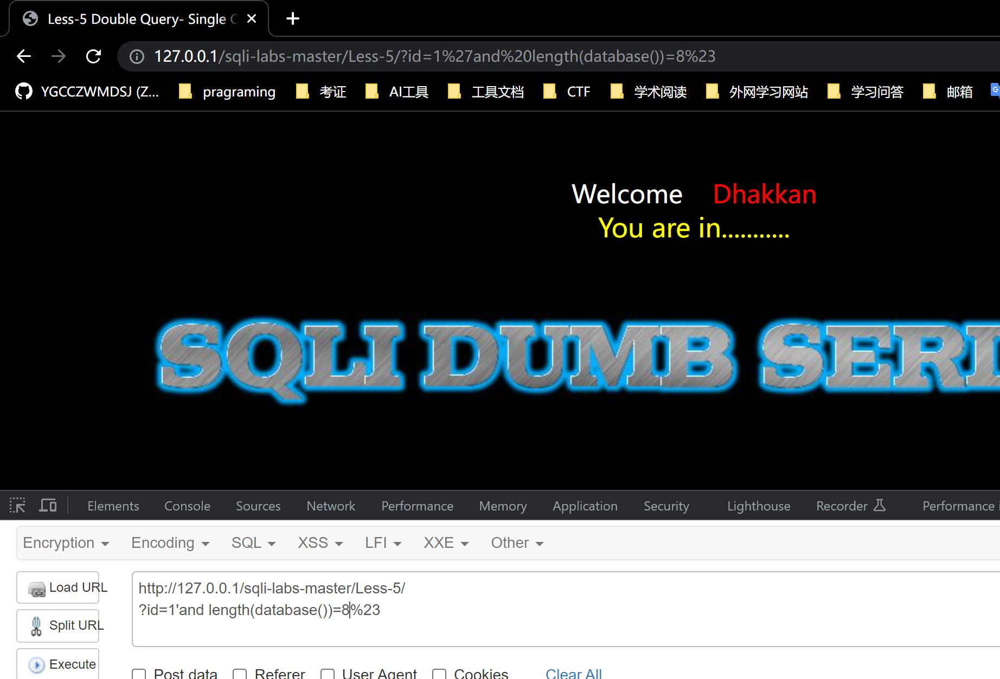 Less-5 Double Query- Single C
127.0.0.1/sqli-labs-master/Less-5/?id=1%27and%20length(database())=8%23
YGCCZWMDSJ (Z... pragraming 考证 AI工具 工具文档 CTF 学术阅读 外网学习网站 学习问答 邮箱 G
Welcome Dhakkan
You are in...........
SQLI DUMB SERI
Elements Console Sources Network Performance Memory Application Security Lighthouse Recorder Performance i
Encryption Encoding SQL XSS LFI XXE Other
Load URL
http://127.0.0.1/sqli-labs-master/Less-5/
?id=1'and length(database())=8%23
Split URL
Execute
Post data Referer User Agent Cookies Clear All